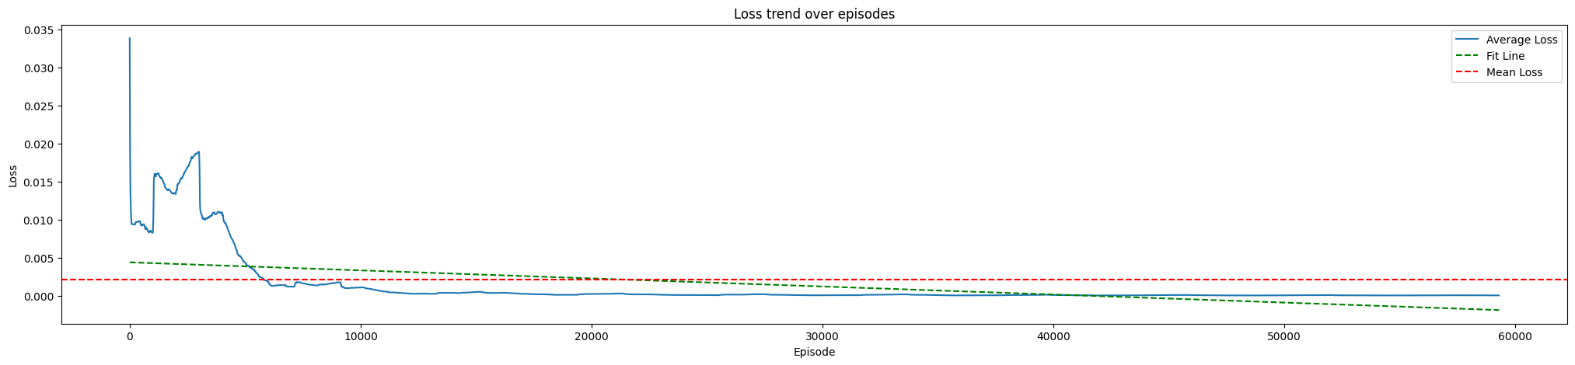 Loss trend over episodes
0.035
0.030
0.025
0.020
0.015
0.010
0.005
0.000
Loss
Average Loss
Fit Line
Mean Loss
0
10000
20000
30000
40000
50000
60000
Episode